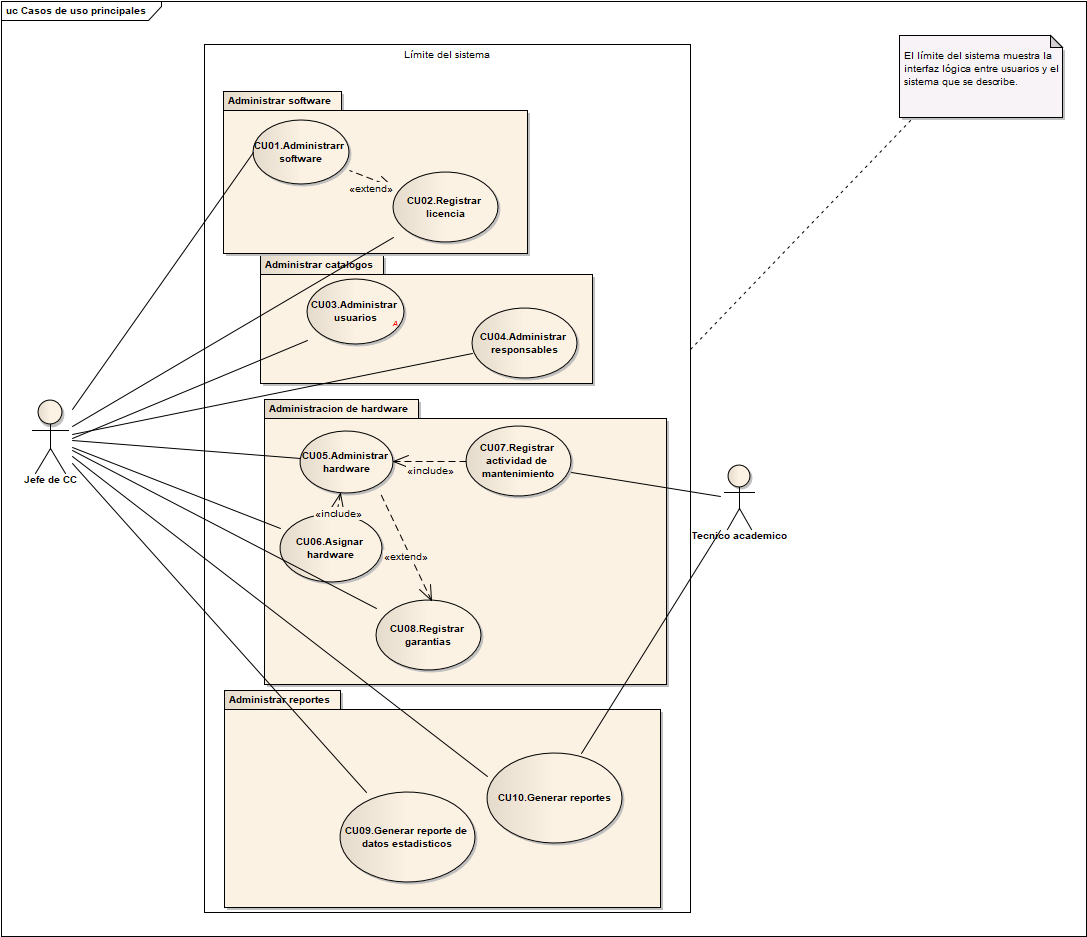 uc Casos de uso principales
Límite del sistema
El límite del sistema muestra la
interfaz lógica entre usuarios y el
sistema que se describe.
Administrar software
CU01.Administrarr
software
«extend»
CU02.Registrar
licencia
Administrar catalogos
CU03.Administrar
usuarios
A
CU04.Administrar
responsables
Administracion de hardware
CU05.Administrar
hardware
«include»
CU07.Registrar
actividad de
mantenimiento
«include»
CU06.Asignar
hardware
«extend»
CU08.Registrar
garantias
Jefe de CC
Tecnico academico
Administrar reportes
CU10.Generar reportes
CU09.Generar reporte de
datos estadisticos